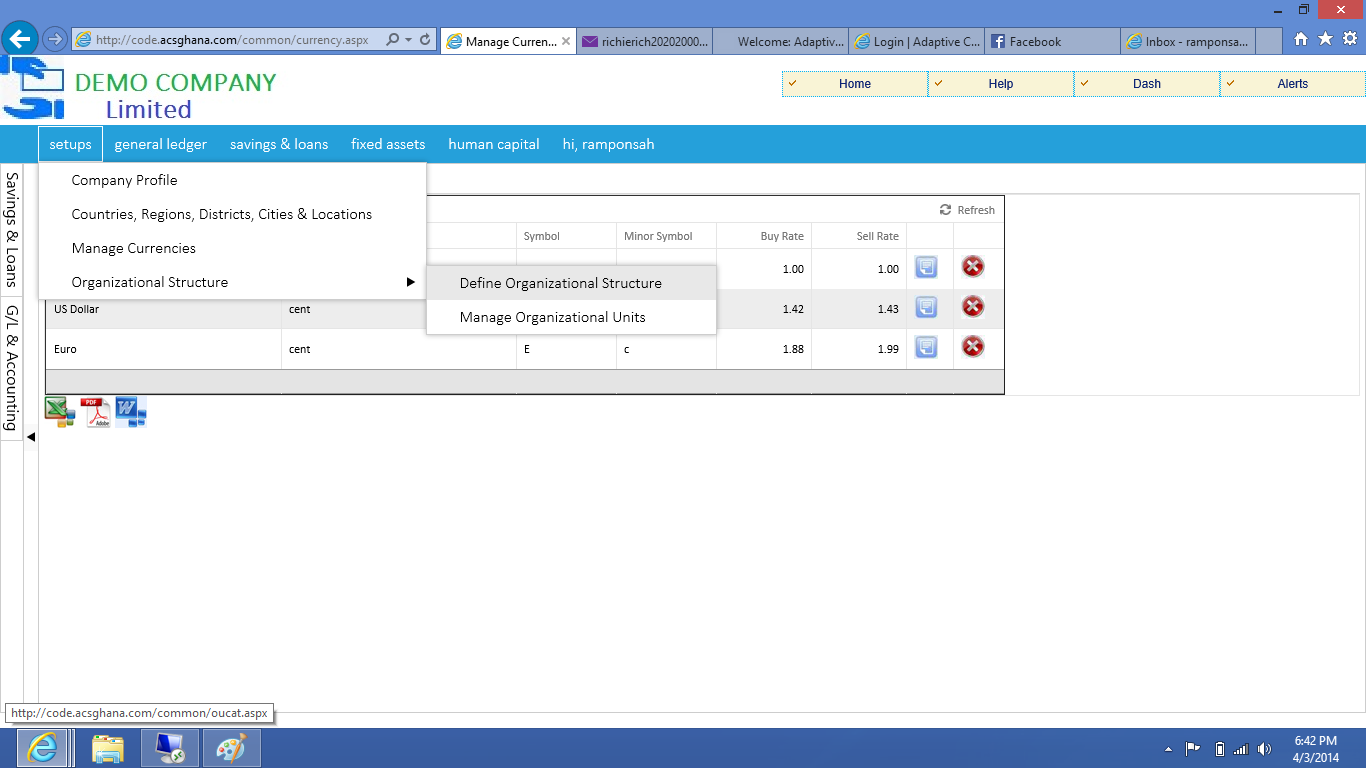 http://code.acsghana.com/common/currency.aspx
Manage Curren...
richierich20202000...
Welcome: Adaptiv...
Login | Adaptive C...
Facebook
Inbox - ramponsa...
DEMO COMPANY
Limited
Home
Help
Dash
Alerts
setups
general ledger
savings & loans
fixed assets
human capital
hi, ramponsah
Savings & Loans
G/L & Accounting
Company Profile
Countries, Regions, Districts, Cities & Locations
Manage Currencies
Organizational Structure
Define Organizational Structure
Manage Organizational Units
Refresh
Symbol
Minor Symbol
Buy Rate
Sell Rate
1.00
1.00
US Dollar
cent
1.42
1.43
Euro
cent
E
c
1.88
1.99
PDF
Adobe
http://code.acsghana.com/common/oucat.aspx
6:42 PM
4/3/2014